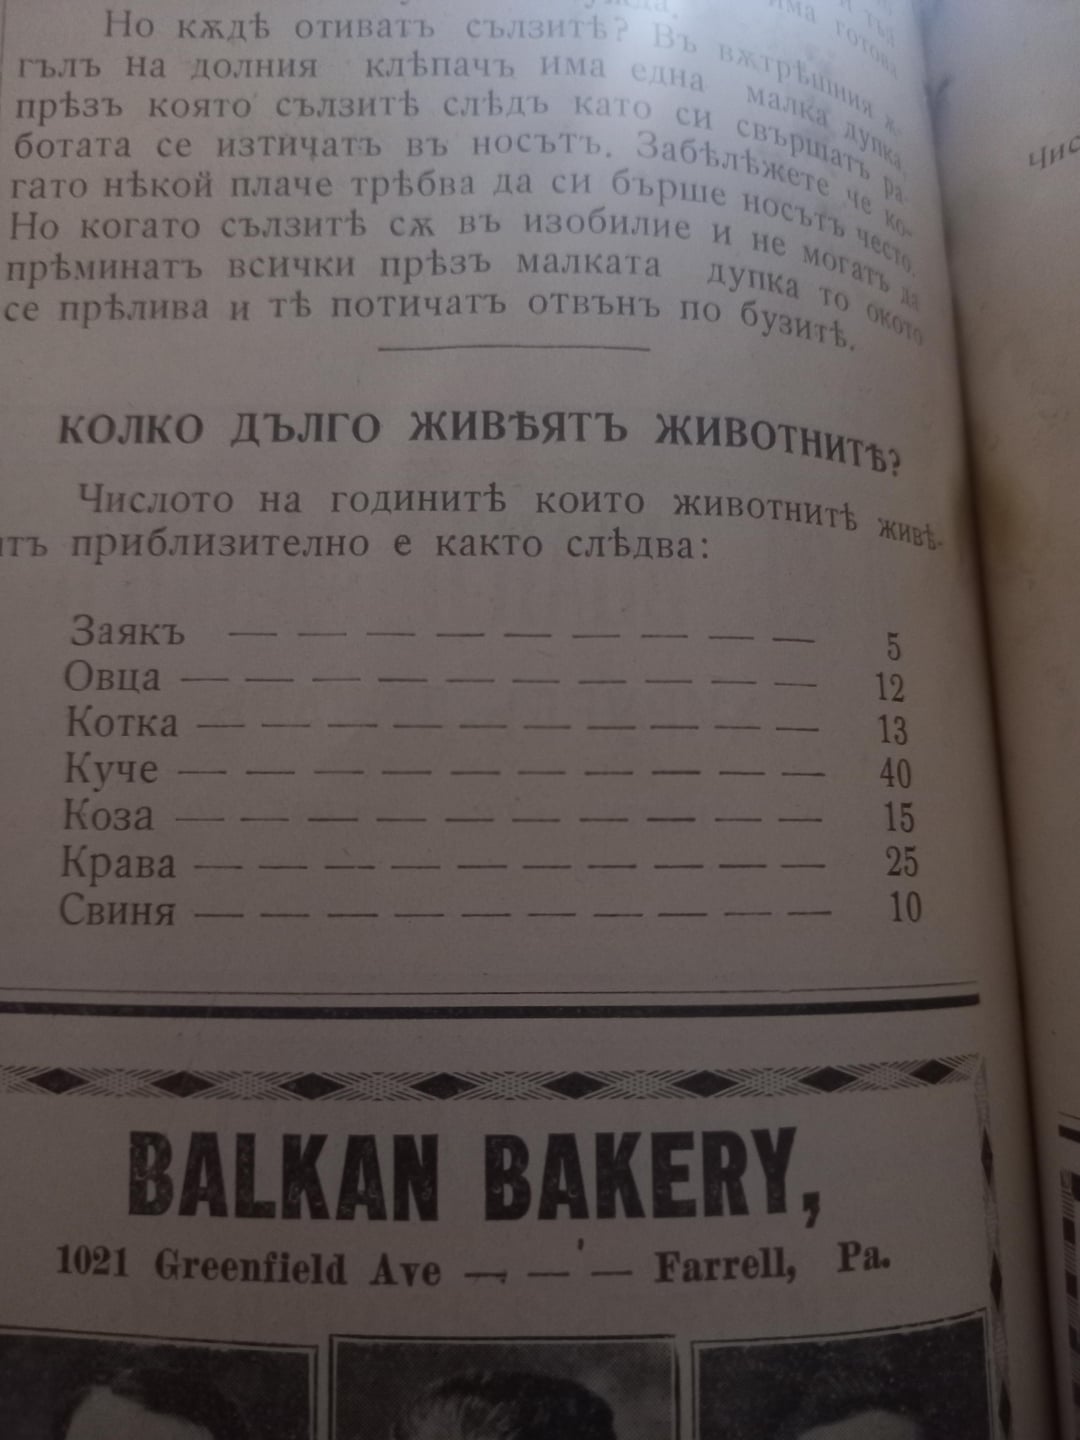 Но кѫдѣ отиватъ сълзитѣ? Въ вѫтрѣшния ѫ-
гълъ на долния клѣпачъ има една малка дупка,
прѣзъ която сълзитѣ слѣдъ като си свършатъ ра-
ботата се изтичатъ въ носътъ. Забѣлѣжете че ко-
гато нѣкой плаче трѣбва да си бърше носътъ често.
Но когато сълзитѣ сѫ въ изобилие и не могатъ да
прѣминатъ всички прѣзъ малката дупка то окото
се прѣлива и тѣ потичатъ отвънъ по бузитѣ.
КОЛКО ДЪЛГО ЖИВѢЯТЪ ЖИВОТНИТѢ?
Числото на годинитѣ които животнитѣ живѣ-
ятъ приблизително е както слѣдва:
Заякъ — — — — — — — — — 5
Овца — — — — — — — — — — 12
Котка — — — — — — — — — — 13
Куче — — — — — — — — — — 40
Коза — — — — — — — — — — 15
Крава — — — — — — — — — — 25
Свиня — — — — — — — — — — 10
BALKAN BAKERY,
1021 Greenfield Ave — — — Farrell, Pa.